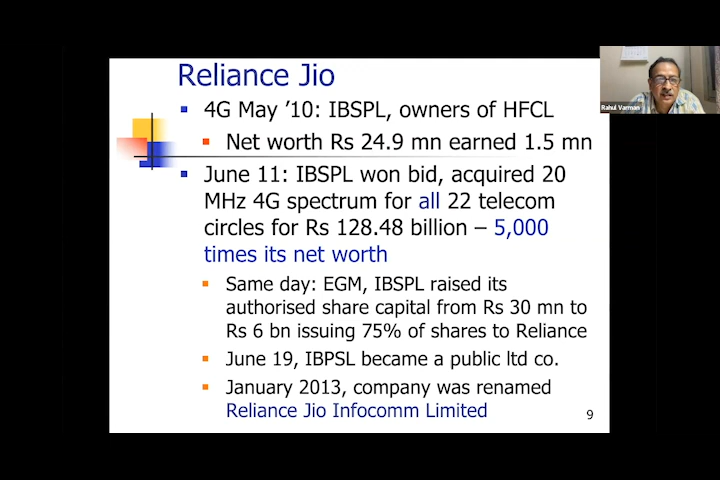 Reliance Jio
4G May ’10: IBSPL, owners of HFCL
Net worth Rs 24.9 mn earned 1.5 mn
June 11: IBSPL won bid, acquired 20
MHz 4G spectrum for all 22 telecom
circles for Rs 128.48 billion – 5,000
times its net worth
Same day: EGM, IBSPL raised its
authorised share capital from Rs 30 mn to
Rs 6 bn issuing 75% of shares to Reliance
June 19, IBPSL became a public ltd co.
January 2013, company was renamed
Reliance Jio Infocomm Limited
9
Rahul Varman